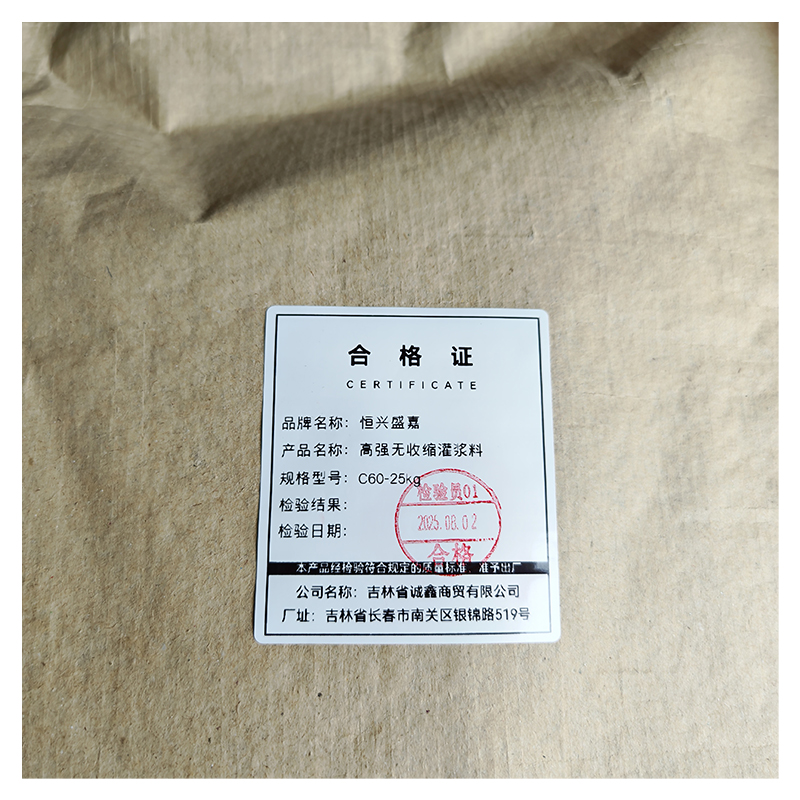 合格证
CERTIFICATE
品牌名称：恒兴盛嘉
产品名称：高强无收缩灌浆料
规格型号：C60-25kg
检验结果：
检验日期：
检验员01
2025.08.02
合格
本产品经检验符合规定的质量标准，准予出厂
公司名称：吉林省诚鑫商贸有限公司
厂址：吉林省长春市南关区银锦路519号